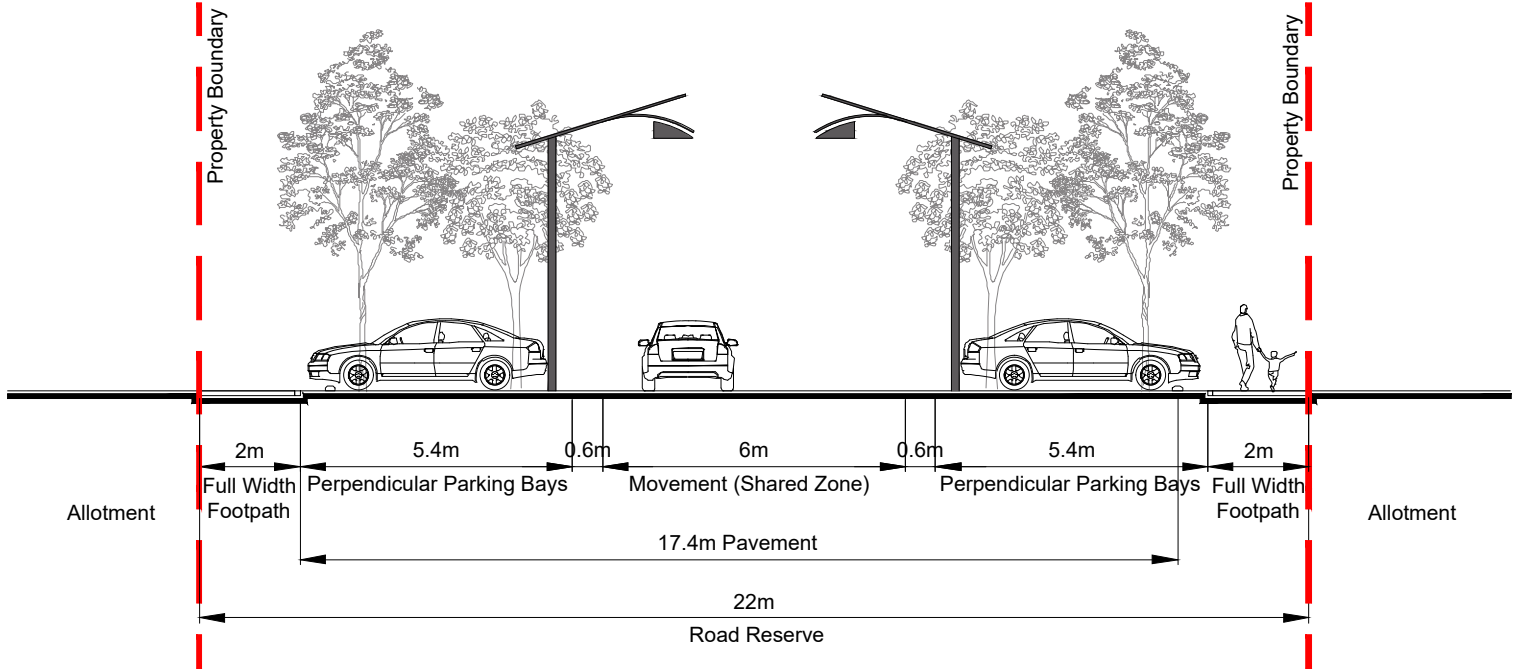 Property Boundary
Property Boundary
2m
5.4m
0.6m
6m
0.6m
5.4m
2m
Full Width
Footpath
Perpendicular Parking Bays
Movement (Shared Zone)
Perpendicular Parking Bays
Full Width
Footpath
Allotment
Allotment
17.4m Pavement
22m
Road Reserve